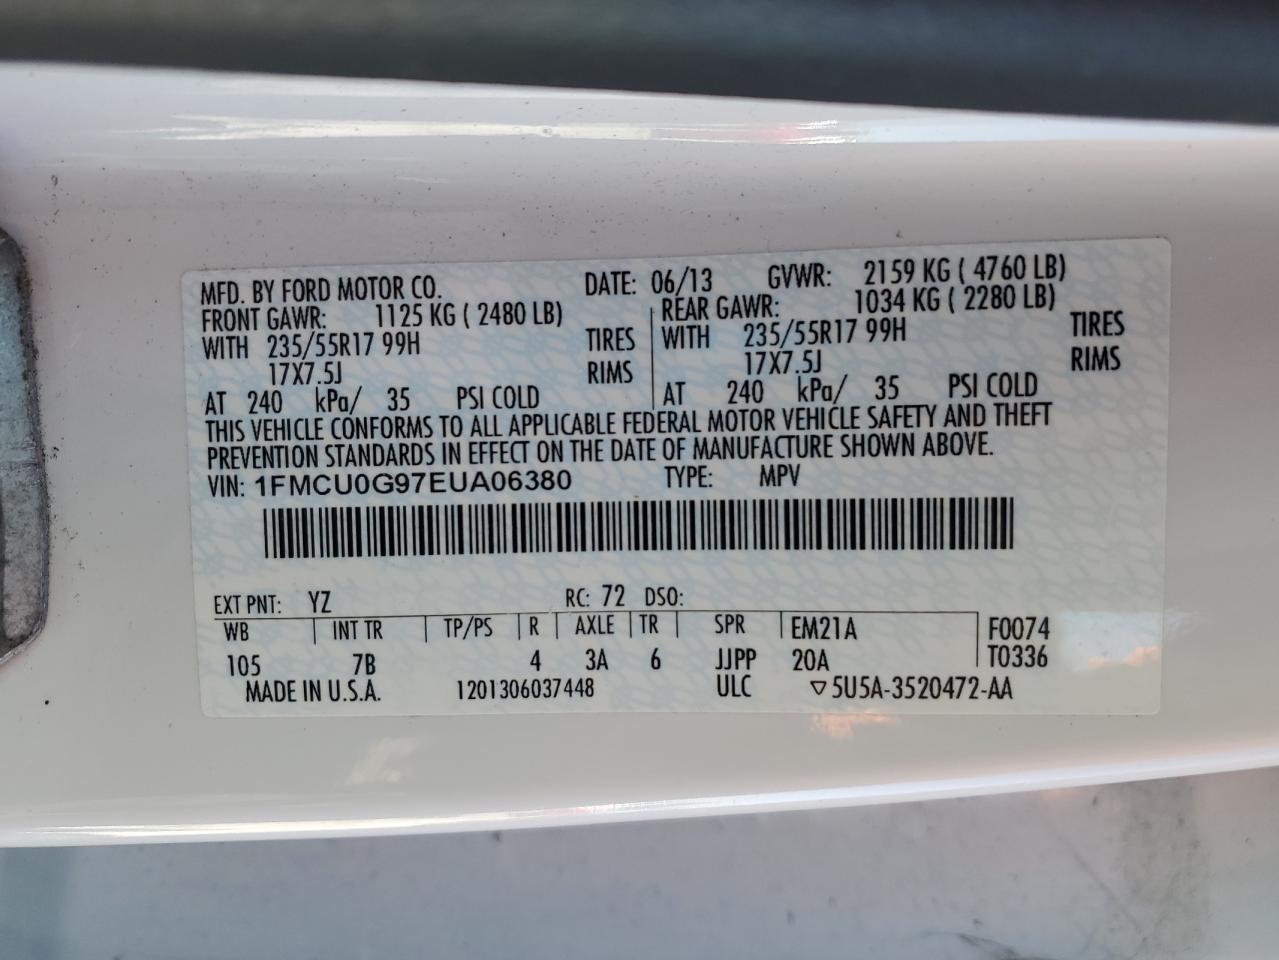 MFD. BY FORD MOTOR CO. DATE: 06/13 GVWR: 2159 KG ( 4760 LB)
FRONT GAWR: 1125 KG ( 2480 LB) REAR GAWR: 1034 KG ( 2280 LB)
WITH 235/55R17 99H TIRES WITH 235/55R17 99H TIRES
17X7.5J RIMS 17X7.5J RIMS
AT 240 kPa/ 35 PSI COLD AT 240 kPa/ 35 PSI COLD
THIS VEHICLE CONFORMS TO ALL APPLICABLE FEDERAL MOTOR VEHICLE SAFETY AND THEFT
PREVENTION STANDARDS IN EFFECT ON THE DATE OF MANUFACTURE SHOWN ABOVE.
VIN: 1FMCU0G97EUA06380 TYPE: MPV
EXT PNT: YZ RC: 72 DSO:
WB INT TR TP/PS R AXLE TR SPR EM21A F0074
105 7B 4 3A 6 JJPP 20A T0336
MADE IN U.S.A. 1201306037448 ULC ▽5U5A-3520472-AA